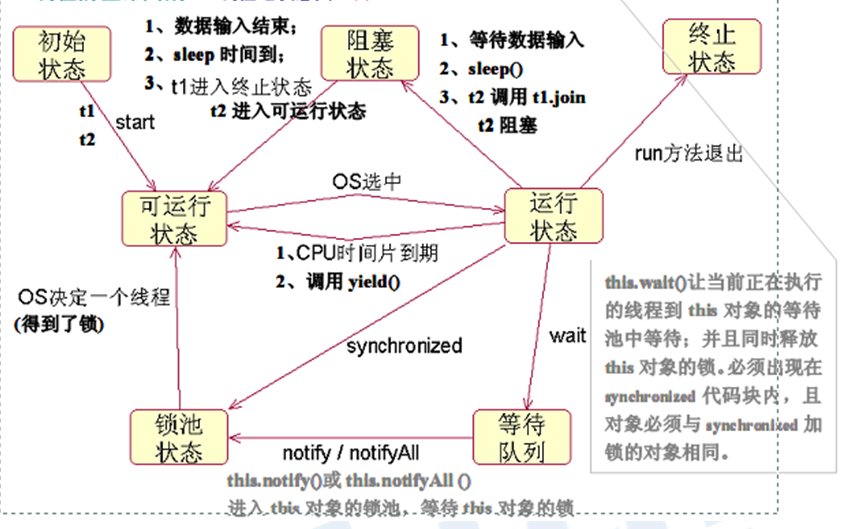 初始
状态
1、数据输入结束；
2、sleep 时间到；
3、t1进入终止状态
t2 进入可运行状态
阻塞
状态
1、等待数据输入
2、sleep()
3、t2 调用 t1.join
t2 阻塞
终止
状态
t1
t2
start
run方法退出
OS选中
可运行
状态
运行
状态
1、CPU时间片到期
2、调用 yield()
OS决定一个线程
(得到了锁)
synchronized
wait
this.wait()让当前正在执行
的线程到 this 对象的等待
池中等待；并且同时释放
this 对象的锁。必须出现在
synchronized 代码块内，且
对象必须与 synchronized 加
锁的对象相同。
锁池
状态
等待
队列
notify / notifyAll
this.notify()或 this.notifyAll ()
进入 this 对象的锁池，等待 this 对象的锁